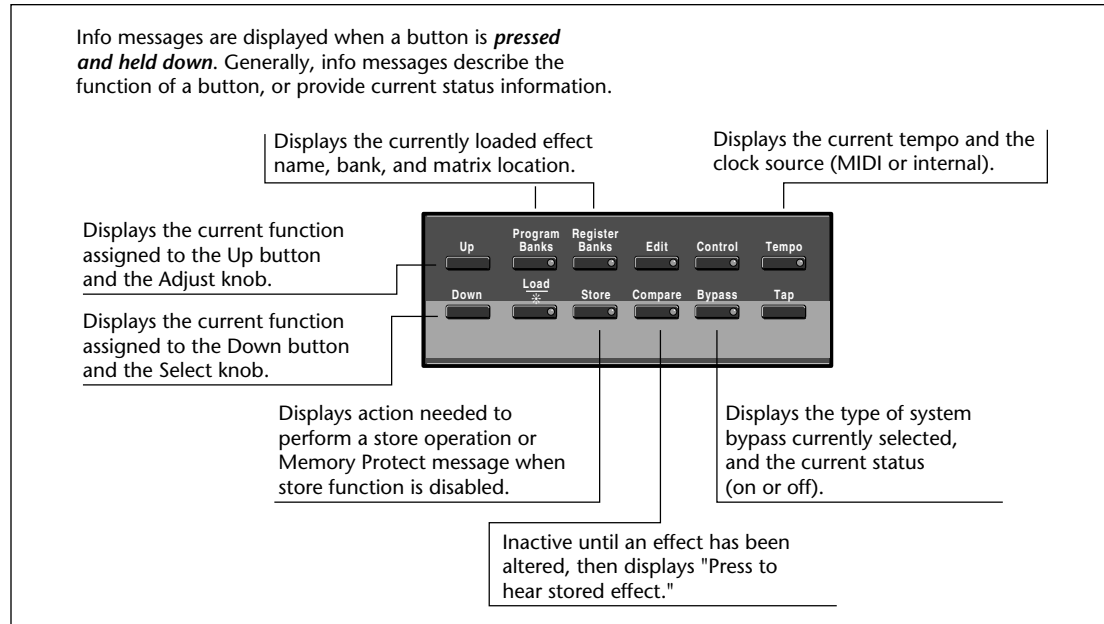 Info messages are displayed when a button is pressed
and held down. Generally, info messages describe the
function of a button, or provide current status information.
Displays the currently loaded effect
name, bank, and matrix location.
Displays the current tempo and the
clock source (MIDI or internal).
Displays the current function
assigned to the Up button
and the Adjust knob.
Displays the current function
assigned to the Down button
and the Select knob.
Up
Program
Banks
Register
Banks
Edit
Control
Tempo
Down
Load
Store
Compare
Bypass
Tap
Displays action needed to
perform a store operation or
Memory Protect message when
store function is disabled.
Displays the type of system
bypass currently selected,
and the current status
(on or off).
Inactive until an effect has been
altered, then displays "Press to
hear stored effect."